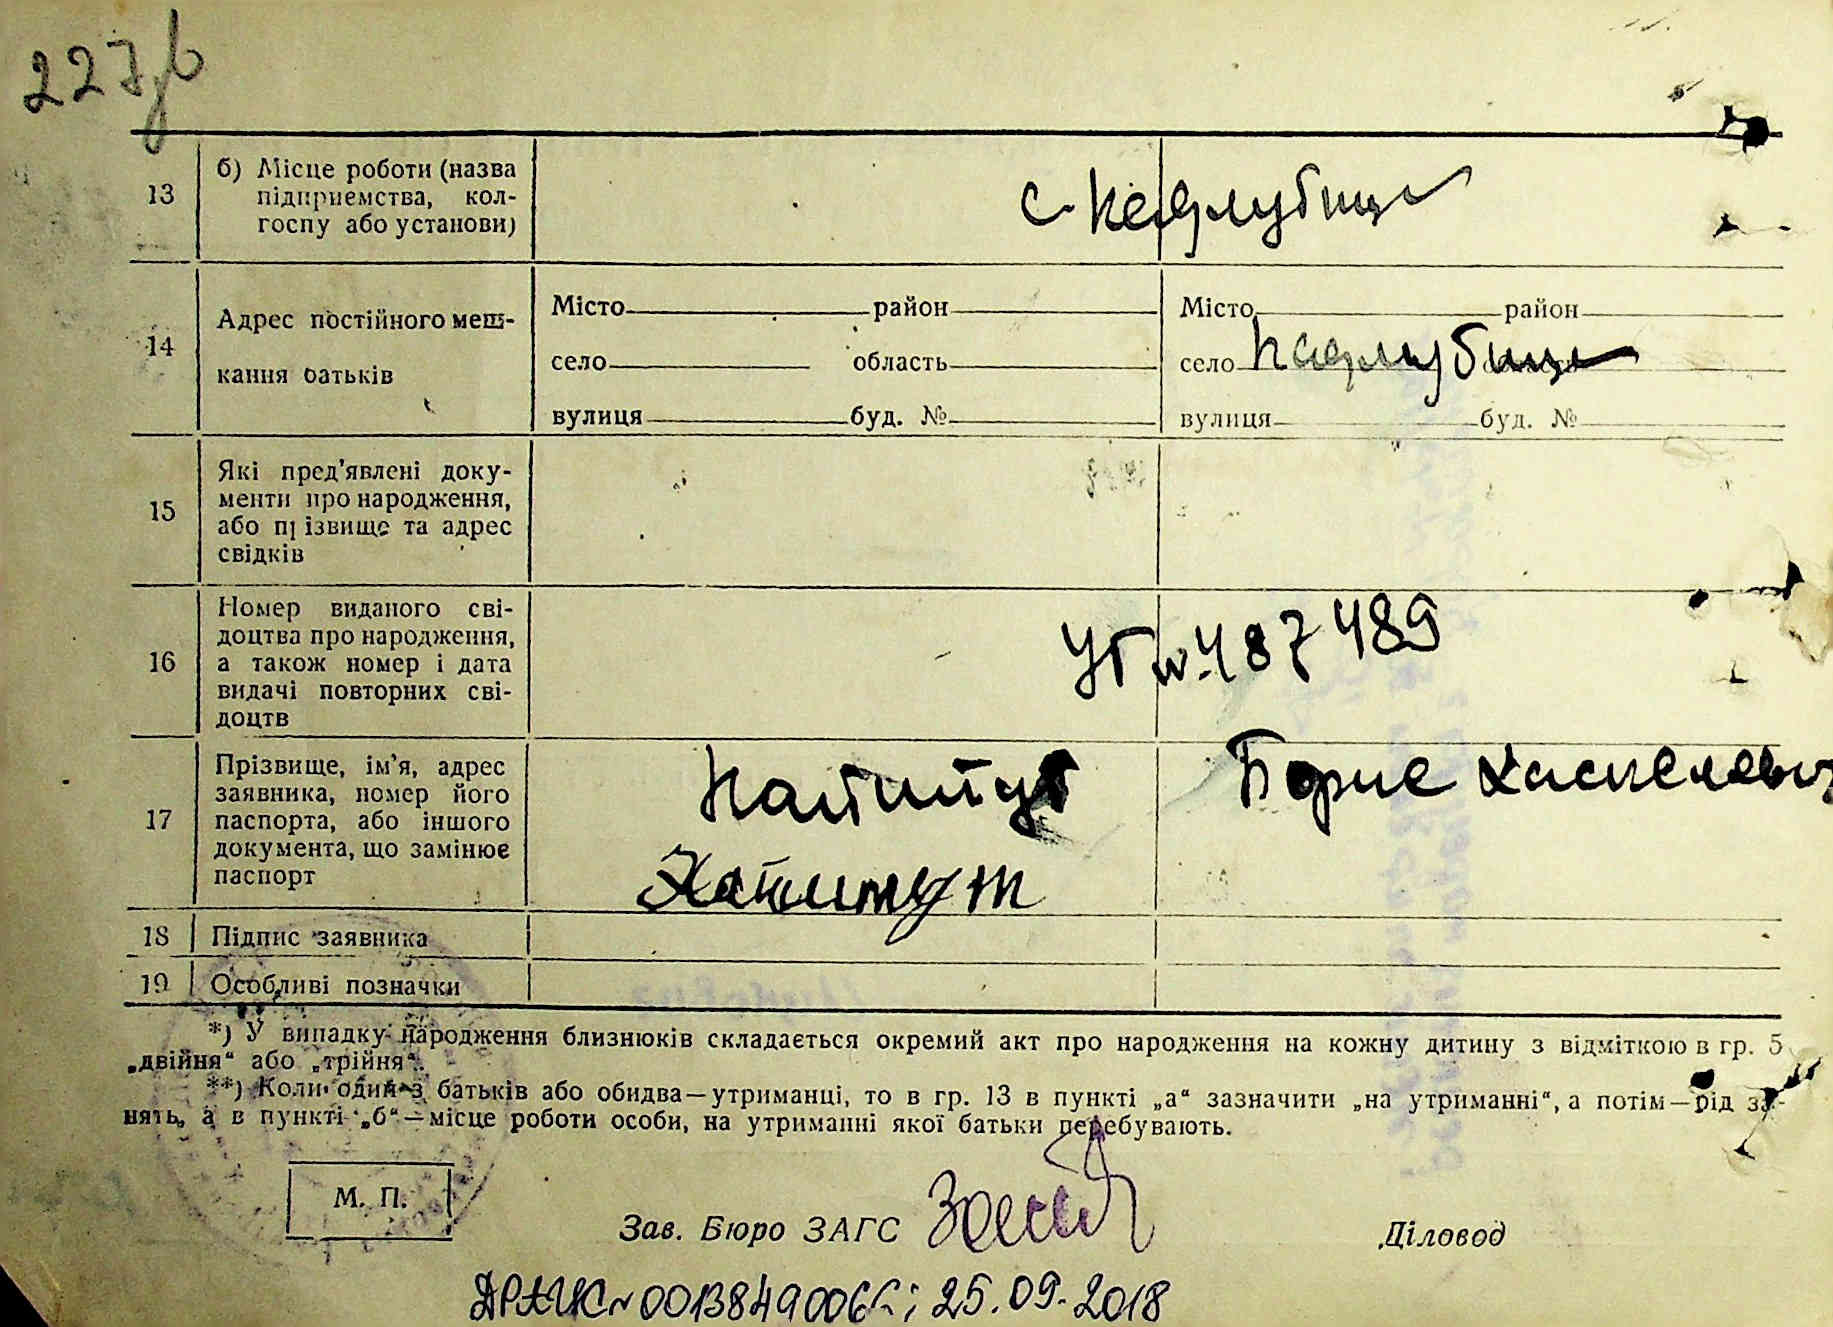 227
13
б) Місце роботи (назва
підприемства, кол-
госпу або установи)
с. Кадлубиця
14
Адрес постійного меш-
кання батьків
Місто район
село область
вулиця буд. №
Місто район
село Кадлубиця
вулиця буд. №
15
Які пред'явлені доку-
менти про народження,
або прізвище та адрес
свідків
16
Номер виданого сві-
доцтва про народження,
а також номер і дата
видачі повторних сві-
доцтв
УГ № 487489
17
Прізвище, ім'я, адрес
заявника, номер його
паспорта, або іншого
документа, що замінює
паспорт
Борис
18 Підпис заявника
19 Особливі позначки
*) У випадку народження близнюків складається окремий акт про народження на кожну дитину з відміткою в гр. 5
„двійня“ або „трійня“.
**) Коли один з батьків або обидва—утриманці, то в гр. 13 в пункті „а“ зазначити „на утриманні“, а потім—рід за-
нять, а в пункті „б“—місце роботи особи, на утриманні якої батьки перебувають.
М. П.
Зав. Бюро ЗАГС
Діловод
25.09.2018